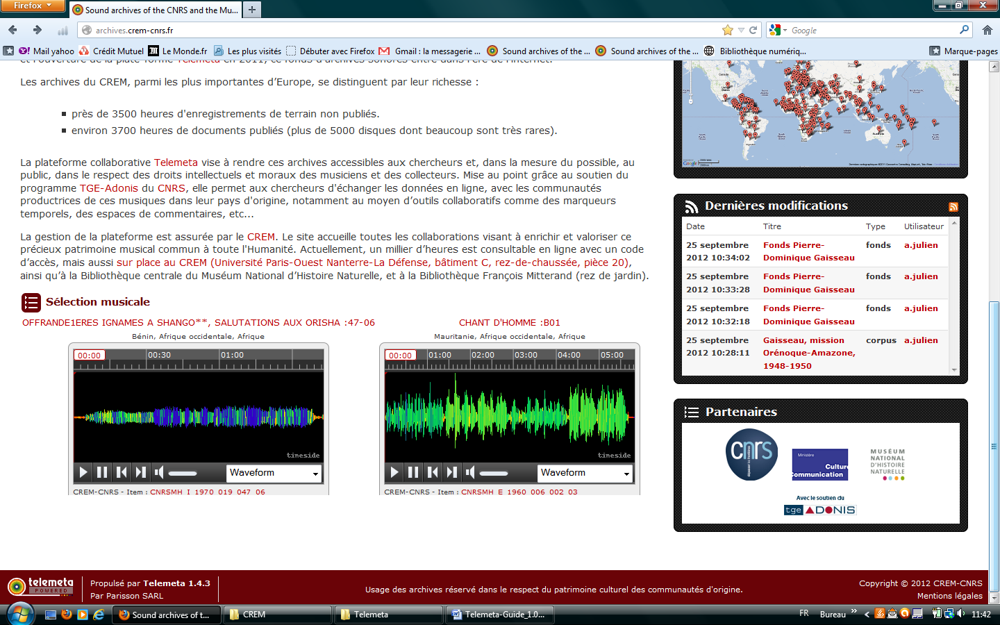 Firefox
Sound archives of the CNRS and the Mu...
archives.crem-cnrs.fr
Google
Mail yahoo
Crédit Mutuel
Le Monde.fr
Les plus visités
Débuter avec Firefox
Gmail : la messagerie ...
Sound archives of the ...
Sound archives of the ...
Bibliothèque numériq...
Marque-pages
et l'ouverture de la plate-forme Telemeta en 2011, ce fonds d'archives sonores entre dans l'ère de l'internet.
Les archives du CREM, parmi les plus importantes d'Europe, se distinguent par leur richesse :
près de 3500 heures d'enregistrements de terrain non publiés.
environ 3700 heures de documents publiés (plus de 5000 disques dont beaucoup sont très rares).
La plateforme collaborative Telemeta vise à rendre ces archives accessibles aux chercheurs et, dans la mesure du possible, au
public, dans le respect des droits intellectuels et moraux des musiciens et des collecteurs. Mise au point grâce au soutien du
programme TGE-Adonis du CNRS, elle permet aux chercheurs d'échanger les données en ligne, avec les communautés
productrices de ces musiques dans leur pays d'origine, notamment au moyen d'outils collaboratifs comme des marqueurs
temporels, des espaces de commentaires, etc...
La gestion de la plateforme est assurée par le CREM. Le site accueille toutes les collaborations visant à enrichir et valoriser ce
précieux patrimoine musical commun à toute l'Humanité. Actuellement, un millier d'heures est consultable en ligne avec un code
d'accès, mais aussi sur place au CREM (Université Paris-Ouest Nanterre-La Défense, bâtiment C, rez-de-chaussée, pièce 20),
ainsi qu'à la Bibliothèque centrale du Muséum National d'Histoire Naturelle, et à la Bibliothèque François Mitterand (rez de jardin).
Sélection musicale
OFFRANDE1ERES IGNAMES A SHANGO**, SALUTATIONS AUX ORISHA :47-06
Bénin, Afrique occidentale, Afrique
00:00 00:30 01:00
timeside
Waveform
CREM-CNRS - Item : CNRSMH_I_1970_019_047_06
CHANT D'HOMME :B01
Mauritanie, Afrique occidentale, Afrique
00:00 01:00 02:00 03:00 04:00 05:00
timeside
Waveform
CREM-CNRS - Item : CNRSMH_E_1960_006_002_03
Google
Dernières modifications
Date Titre Type Utilisateur
25 septembre Fonds Pierre- fonds a.julien
2012 10:34:02 Dominique Gaisseau
25 septembre Fonds Pierre- fonds a.julien
2012 10:33:28 Dominique Gaisseau
25 septembre Fonds Pierre- fonds a.julien
2012 10:32:18 Dominique Gaisseau
25 septembre Gaisseau, mission corpus a.julien
2012 10:28:11 Orénoque-Amazone,
1948-1950
Partenaires
cnrs
Ministère
Culture
Communication
MUSÉUM
NATIONAL
D'HISTOIRE
NATURELLE
Avec le soutien du
tge ADONIS
telemeta
POWERED
Propulsé par Telemeta 1.4.3
Par Parisson SARL
Usage des archives réservé dans le respect du patrimoine culturel des communautés d'origine.
Copyright © 2012 CREM-CNRS
Mentions légales
Sound archives of t...
CREM
Telemeta
Telemeta-Guide_1.0...
FR
Bureau
11:42